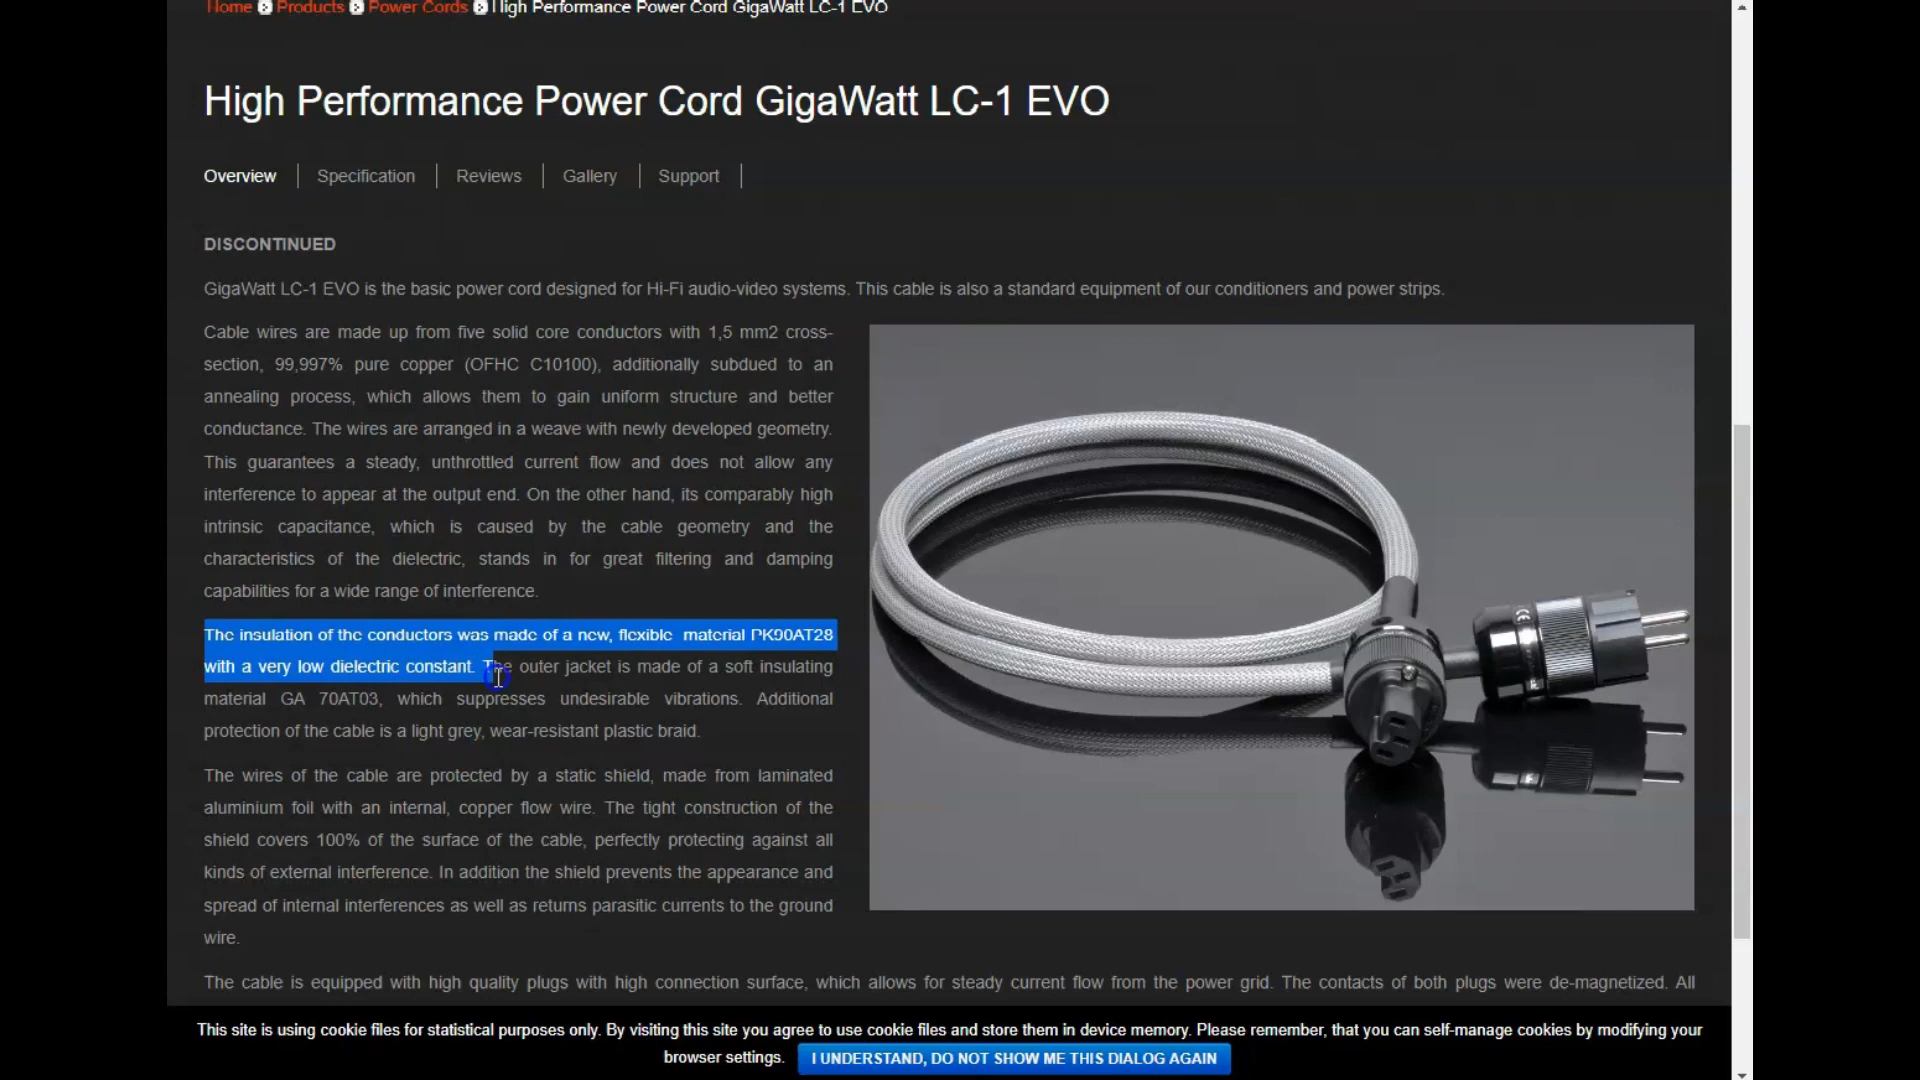 Home Products Power Cords High Performance Power Cord GigaWatt LC-1 EVO
High Performance Power Cord GigaWatt LC-1 EVO
Overview Specification Reviews Gallery Support
DISCONTINUED
GigaWatt LC-1 EVO is the basic power cord designed for Hi-Fi audio-video systems. This cable is also a standard equipment of our conditioners and power strips.
Cable wires are made up from five solid core conductors with 1,5 mm2 cross-
section, 99,997% pure copper (OFHC C10100), additionally subdued to an
annealing process, which allows them to gain uniform structure and better
conductance. The wires are arranged in a weave with newly developed geometry.
This guarantees a steady, unthrottled current flow and does not allow any
interference to appear at the output end. On the other hand, its comparably high
intrinsic capacitance, which is caused by the cable geometry and the
characteristics of the dielectric, stands in for great filtering and damping
capabilities for a wide range of interference.
The insulation of the conductors was made of a new, flexible material PK90AT28
with a very low dielectric constant. The outer jacket is made of a soft insulating
material GA 70AT03, which suppresses undesirable vibrations. Additional
protection of the cable is a light grey, wear-resistant plastic braid.
The wires of the cable are protected by a static shield, made from laminated
aluminium foil with an internal, copper flow wire. The tight construction of the
shield covers 100% of the surface of the cable, perfectly protecting against all
kinds of external interference. In addition the shield prevents the appearance and
spread of internal interferences as well as returns parasitic currents to the ground
wire.
The cable is equipped with high quality plugs with high connection surface, which allows for steady current flow from the power grid. The contacts of both plugs were de-magnetized. All
This site is using cookie files for statistical purposes only. By visiting this site you agree to use cookie files and store them in device memory. Please remember, that you can self-manage cookies by modifying your
browser settings. I UNDERSTAND, DO NOT SHOW ME THIS DIALOG AGAIN